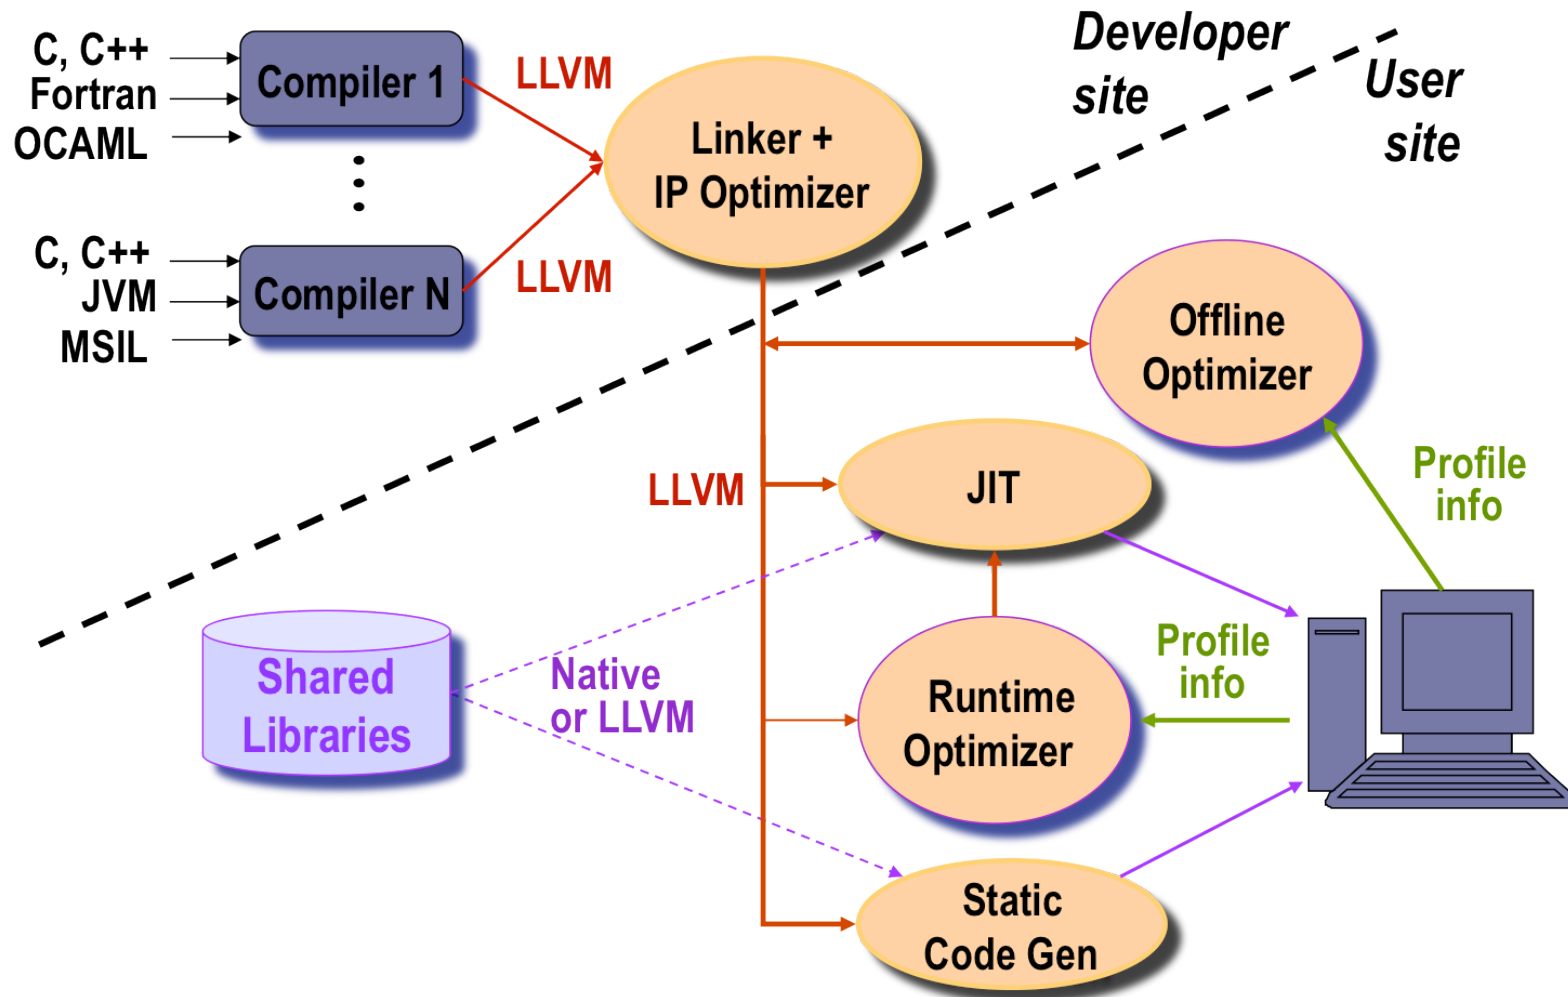 C, C++
Fortran
OCAML
Compiler 1
LLVM
Linker +
IP Optimizer
Developer
site
User
site
C, C++
JVM
MSIL
Compiler N
LLVM
Offline
Optimizer
LLVM
JIT
Profile
info
Shared
Libraries
Native
or LLVM
Runtime
Optimizer
Profile
info
Static
Code Gen